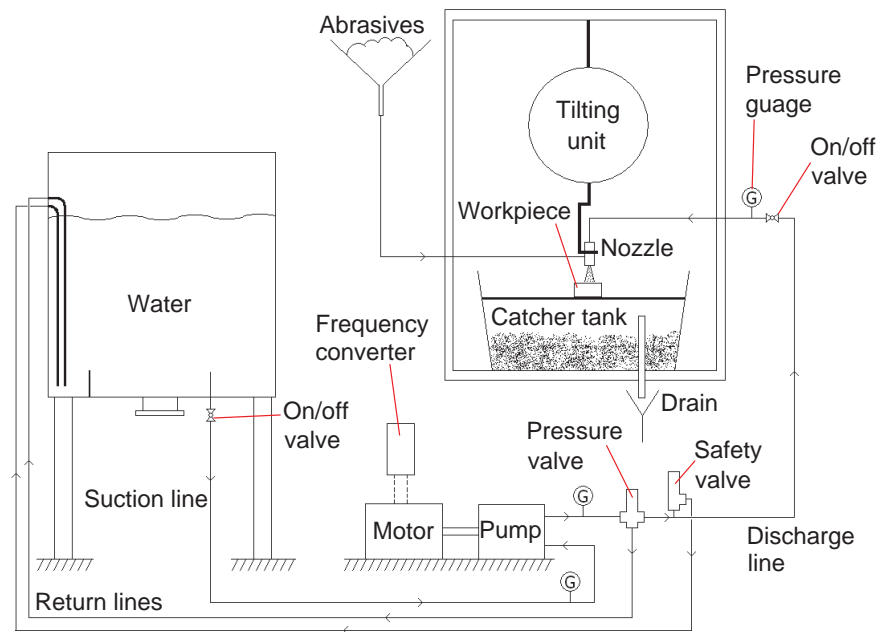 Abrasives
Tilting
unit
Pressure
guage
On/off
valve
Workpiece
G
Nozzle
Water
Catcher tank
Frequency
converter
On/off
valve
Drain
Pressure
valve
Safety
valve
Suction line
G
Motor
Pump
Discharge
line
G
Return lines